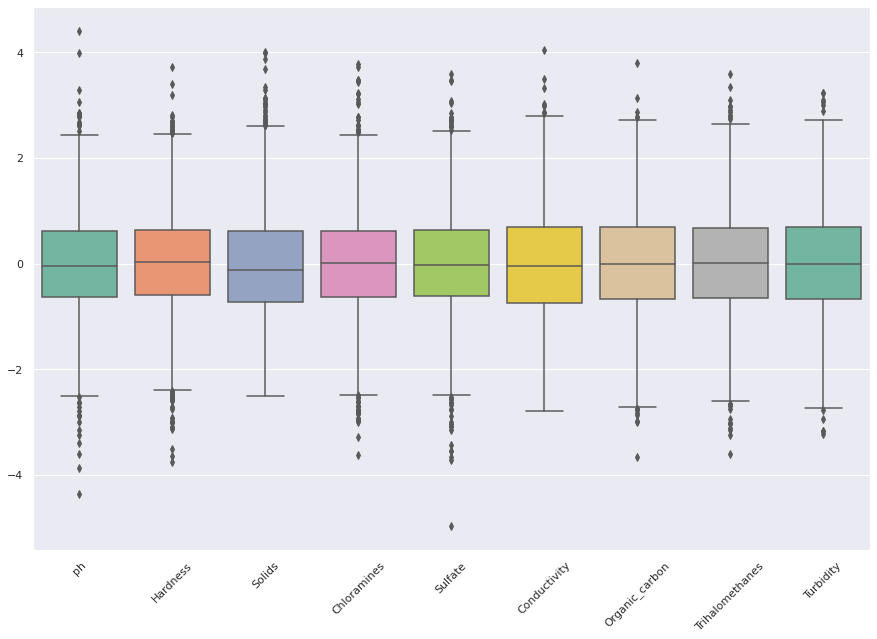 4
2
0
−2
−4
ph
Hardness
Solids
Chloramines
Sulfate
Conductivity
Organic_carbon
Trihalomethanes
Turbidity